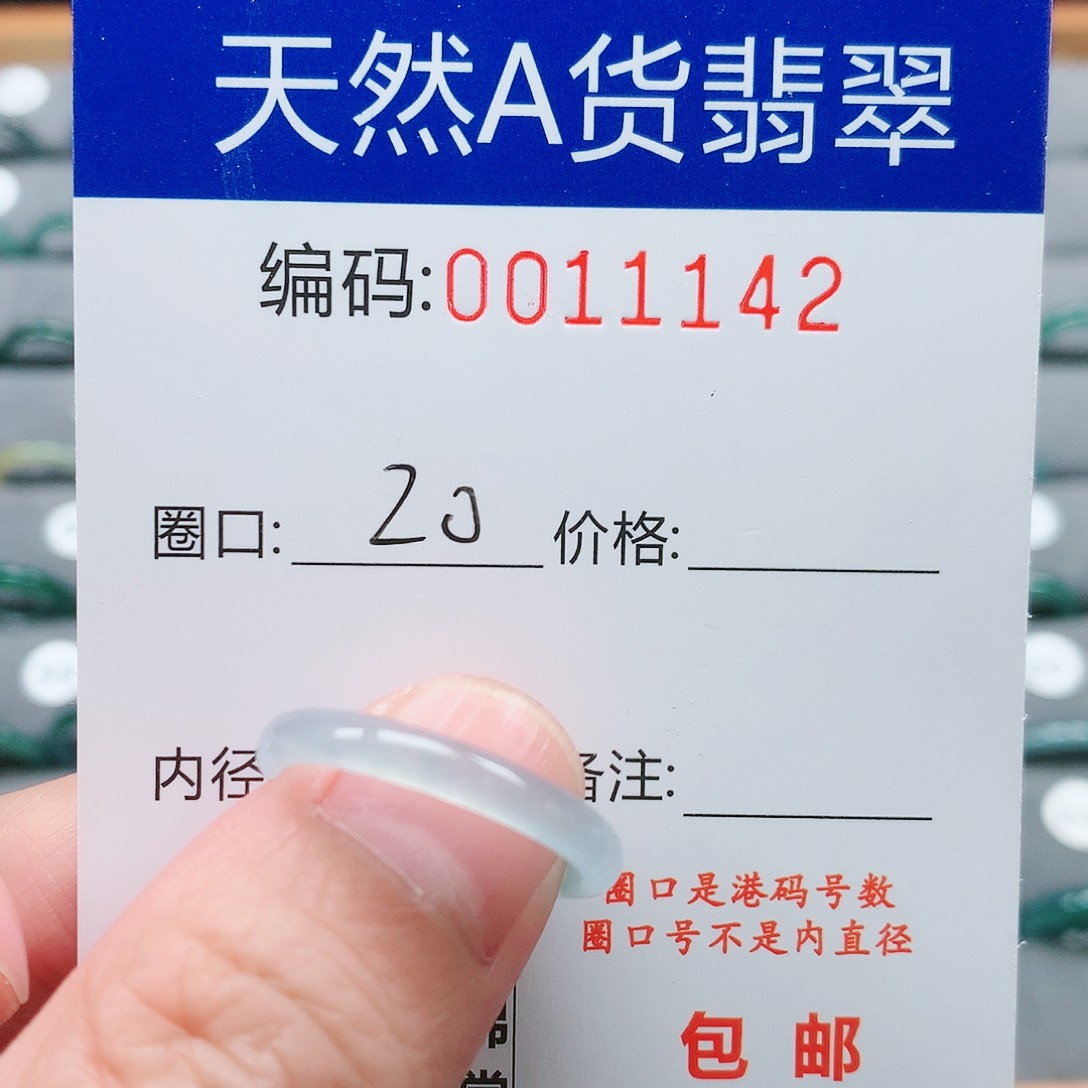 天然A货翡翠
编码:0011142
圈口: 20 价格:
内径 备注:
圈口是港码号数
圈口号不是内直径
包邮